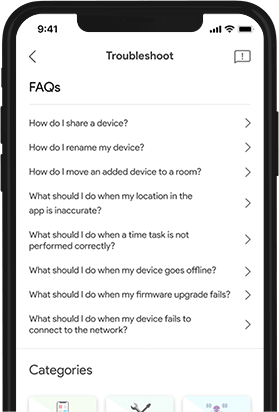 9:41
Troubleshoot
FAQs
How do I share a device?
How do I rename my device?
How do I move an added device to a room?
What should I do when my location in the
app is inaccurate?
What should I do when a time task is not
performed correctly?
What should I do when my device goes offline?
What should I do when my firmware upgrade fails?
What should I do when my device fails to
connect to the network?
Categories